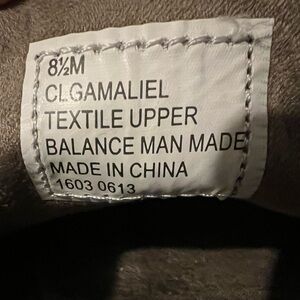 8½M
CLGAMALIEL
TEXTILE UPPER
BALANCE MAN MADE
MADE IN CHINA
1603 0613